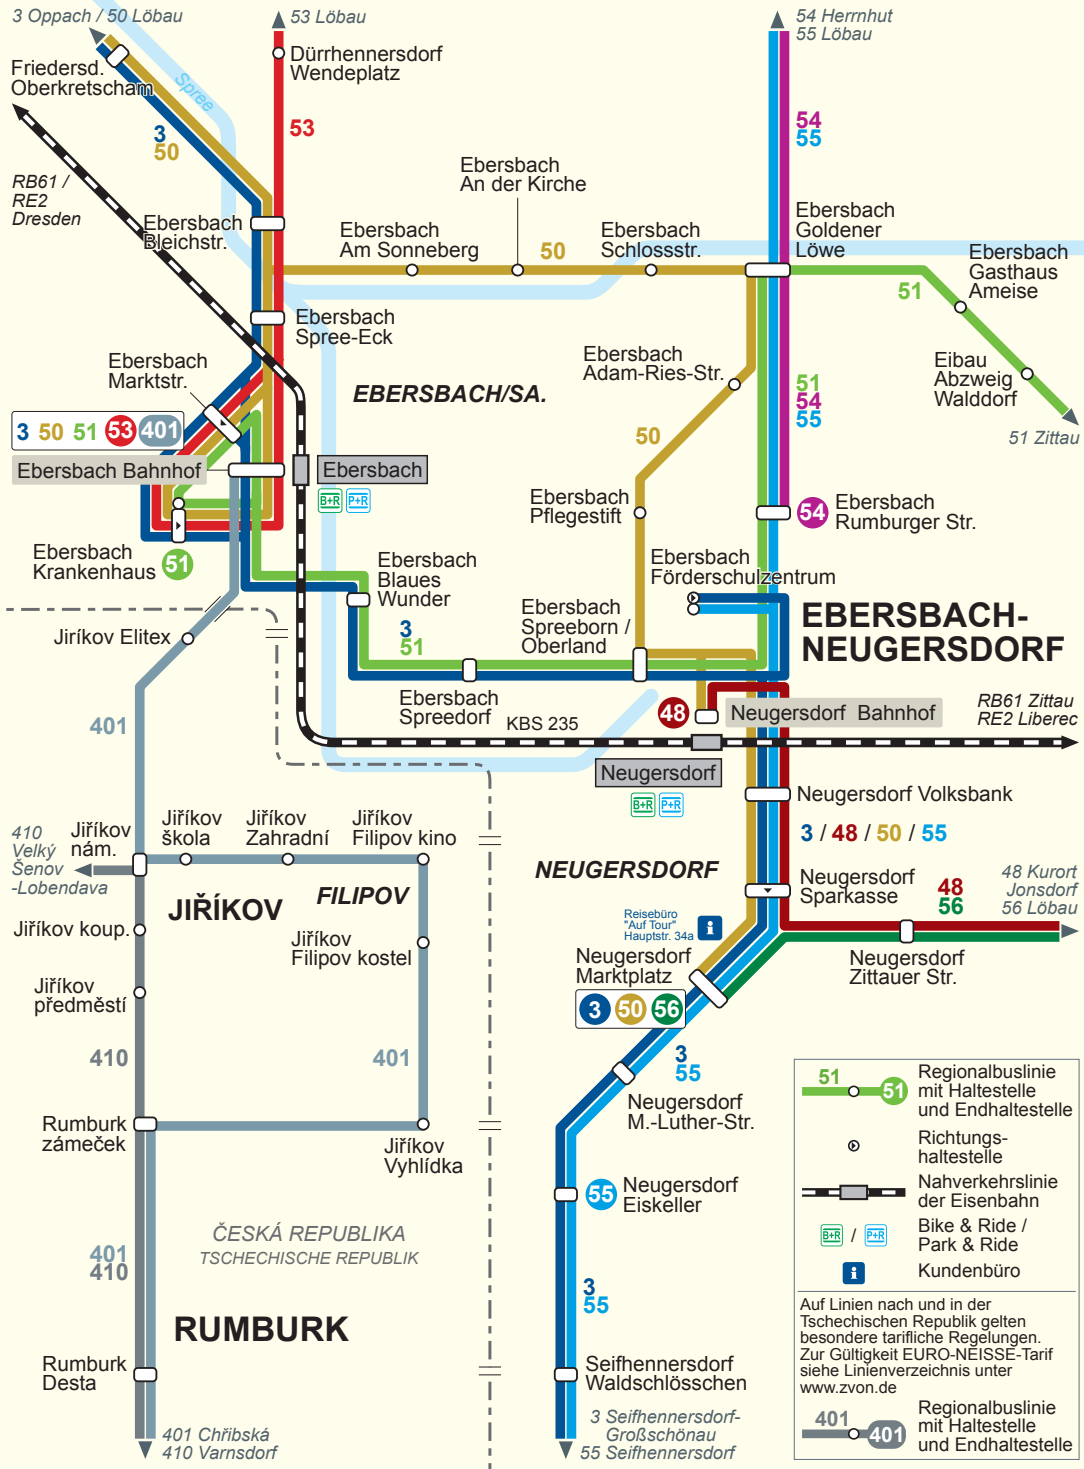 3 Oppach / 50 Löbau
53 Löbau
54 Herrnhut
55 Löbau
Friedersd.
Oberkretscham
Spree
Dürrhennersdorf
Wendeplatz
3
50
53
54
55
RB61 /
RE2
Dresden
Ebersbach
Bleichstr.
Ebersbach
Am Sonneberg
Ebersbach
An der Kirche
50
Ebersbach
Schlossstr.
Ebersbach
Goldener
Löwe
Ebersbach
Gasthaus
Ameise
51
Ebersbach
Spree-Eck
Ebersbach
Marktstr.
Ebersbach
Adam-Ries-Str.
Eibau
Abzweig
Walddorf
EBERSBACH/SA.
51
54
55
51 Zittau
3 50 51 53 401
50
Ebersbach Bahnhof
Ebersbach
B+R P+R
Ebersbach
Pflegestift
54
Ebersbach
Rumburger Str.
Ebersbach
Krankenhaus
51
Ebersbach
Blaues
Wunder
Ebersbach
Förderschulzentrum
Ebersbach
Spreeborn /
Oberland
EBERSBACH-
NEUGERSDORF
Jiríkov Elitex
3
51
Ebersbach
Spreedorf
401
KBS 235
48
Neugersdorf Bahnhof
RB61 Zittau
RE2 Liberec
Neugersdorf
B+R P+R
Neugersdorf Volksbank
3 / 48 / 50 / 55
410
Velký
Šenov
-Lobendava
Jiříkov
nám.
Jiříkov
škola
Jiříkov
Zahradní
Jiříkov
Filipov kino
NEUGERSDORF
Neugersdorf
Sparkasse
48
56
48 Kurort
Jonsdorf
56 Löbau
JIŘÍKOV
FILIPOV
Reisebüro
"Auf Tour"
Hauptstr. 34a
i
Jiříkov koup.
Jiříkov
Filipov kostel
Neugersdorf
Marktplatz
3 50 56
Neugersdorf
Zittauer Str.
Jiříkov
předměstí
410
401
3
55
Neugersdorf
M.-Luther-Str.
Rumburk
zámeček
Jiříkov
Vyhlídka
55
Neugersdorf
Eiskeller
ČESKÁ REPUBLIKA
TSCHECHISCHE REPUBLIK
401
410
3
55
RUMBURK
Rumburk
Desta
Seifhennersdorf
Waldschlösschen
401 Chřibská
410 Varnsdorf
3 Seifhennersdorf-
Großschönau
55 Seifhennersdorf
51
51
Regionalbuslinie
mit Haltestelle
und Endhaltestelle
Richtungs-
haltestelle
Nahverkehrslinie
der Eisenbahn
B+R / P+R
Bike & Ride /
Park & Ride
i
Kundenbüro
Auf Linien nach und in der
Tschechischen Republik gelten
besondere tarifliche Regelungen.
Zur Gültigkeit EURO-NEISSE-Tarif
siehe Linienverzeichnis unter
www.zvon.de
401
401
Regionalbuslinie
mit Haltestelle
und Endhaltestelle